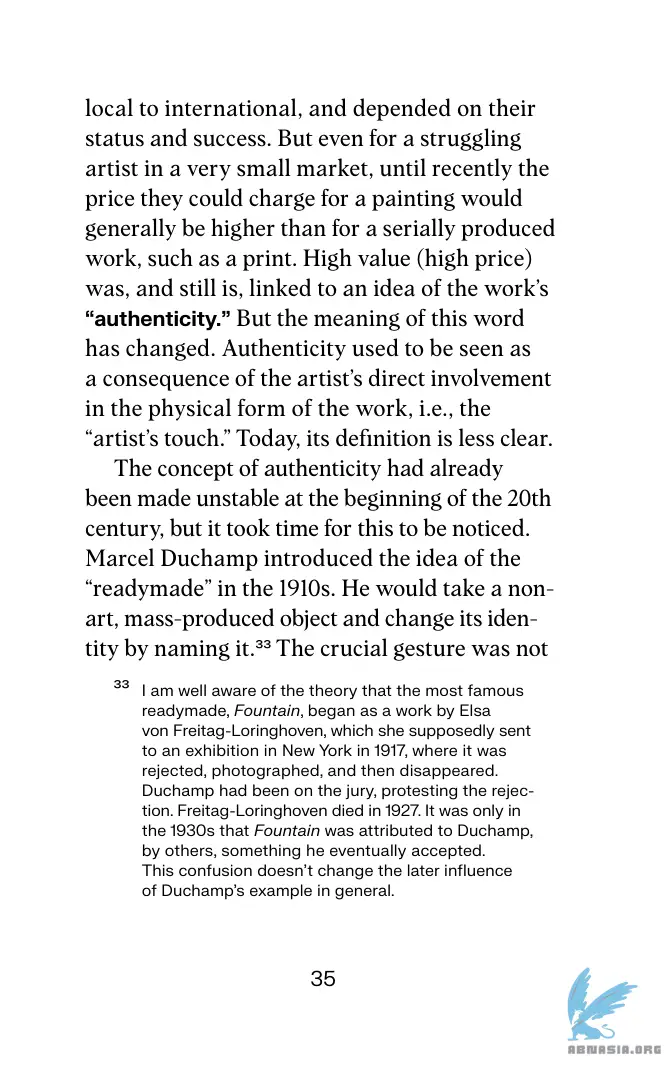 local to international, and depended on their
status and success. But even for a struggling
artist in a very small market, until recently the
price they could charge for a painting would
generally be higher than for a serially produced
work, such as a print. High value (high price)
was, and still is, linked to an idea of the work’s
“authenticity.” But the meaning of this word
has changed. Authenticity used to be seen as
a consequence of the artist’s direct involvement
in the physical form of the work, i.e., the
“artist’s touch.” Today, its definition is less clear.
The concept of authenticity had already
been made unstable at the beginning of the 20th
century, but it took time for this to be noticed.
Marcel Duchamp introduced the idea of the
“readymade” in the 1910s. He would take a non-
art, mass-produced object and change its iden-
tity by naming it.³³ The crucial gesture was not
³³ I am well aware of the theory that the most famous
readymade, Fountain, began as a work by Elsa
von Freitag-Loringhoven, which she supposedly sent
to an exhibition in New York in 1917, where it was
rejected, photographed, and then disappeared.
Duchamp had been on the jury, protesting the rejec-
tion. Freitag-Loringhoven died in 1927. It was only in
the 1930s that Fountain was attributed to Duchamp,
by others, something he eventually accepted.
This confusion doesn’t change the later influence
of Duchamp’s example in general.
35
ABNASIA.ORG